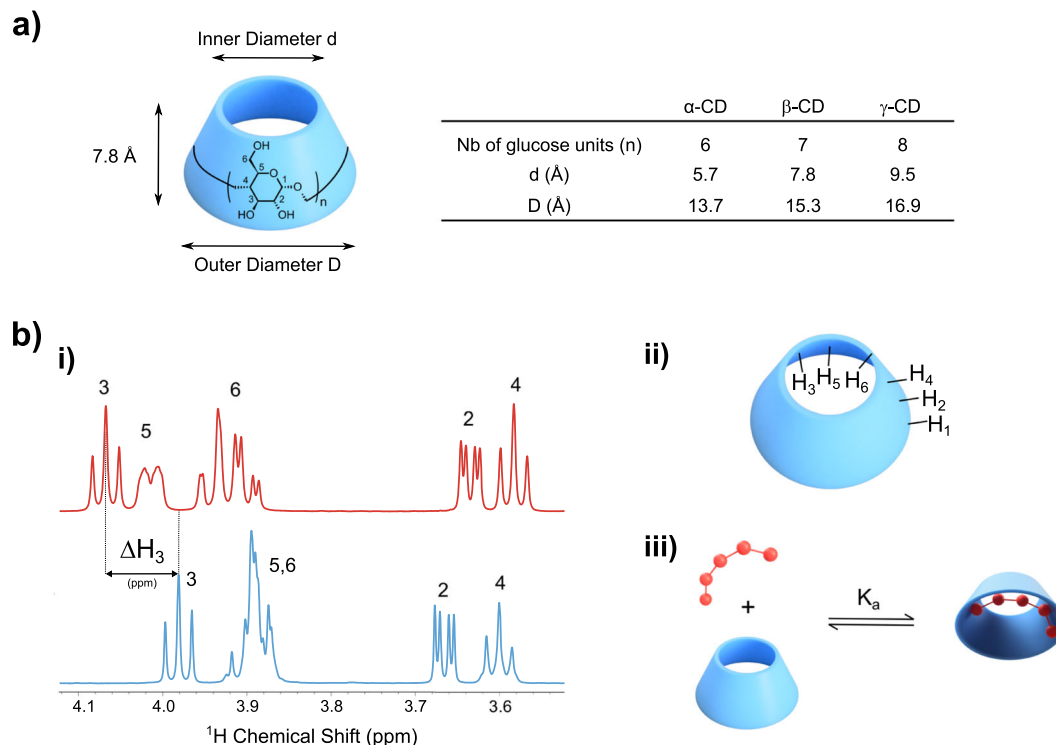 a)
Inner Diameter d
7.8 Å
OH
6
5
O
4
1
O
n
3
2
HO
OH
Outer Diameter D
α-CD β-CD γ-CD
Nb of glucose units (n) 6 7 8
d (Å) 5.7 7.8 9.5
D (Å) 13.7 15.3 16.9
b)
i)
3
5
6
2
4
ΔH3
(ppm)
3
5,6
2
4
4.1 4.0 3.9 3.8 3.7 3.6
1H Chemical Shift (ppm)
ii)
H3 H5 H6
H4
H2
H1
iii)
+
Ka